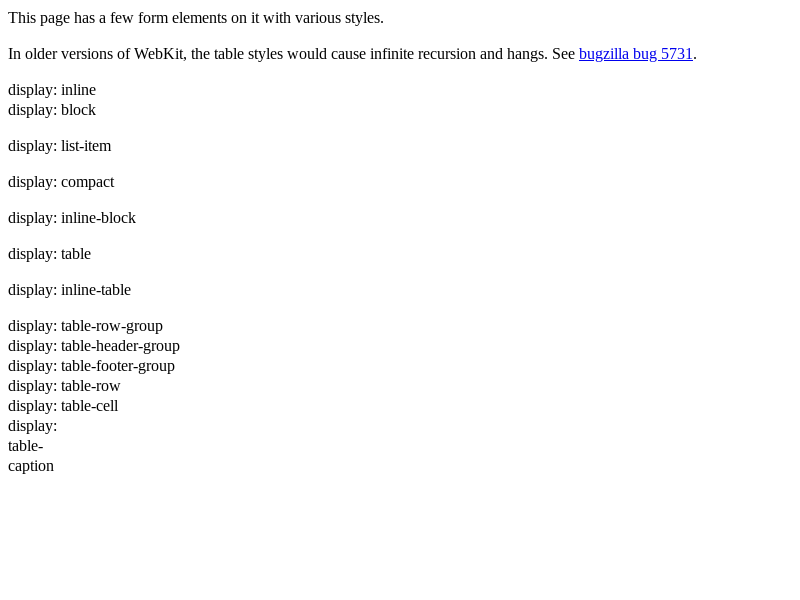 This page has a few form elements on it with various styles.
In older versions of WebKit, the table styles would cause infinite recursion and hangs. See bugzilla bug 5731.
display: inline
display: block
display: list-item
display: compact
display: inline-block
display: table
display: inline-table
display: table-row-group
display: table-header-group
display: table-footer-group
display: table-row
display: table-cell
display:
table-
caption